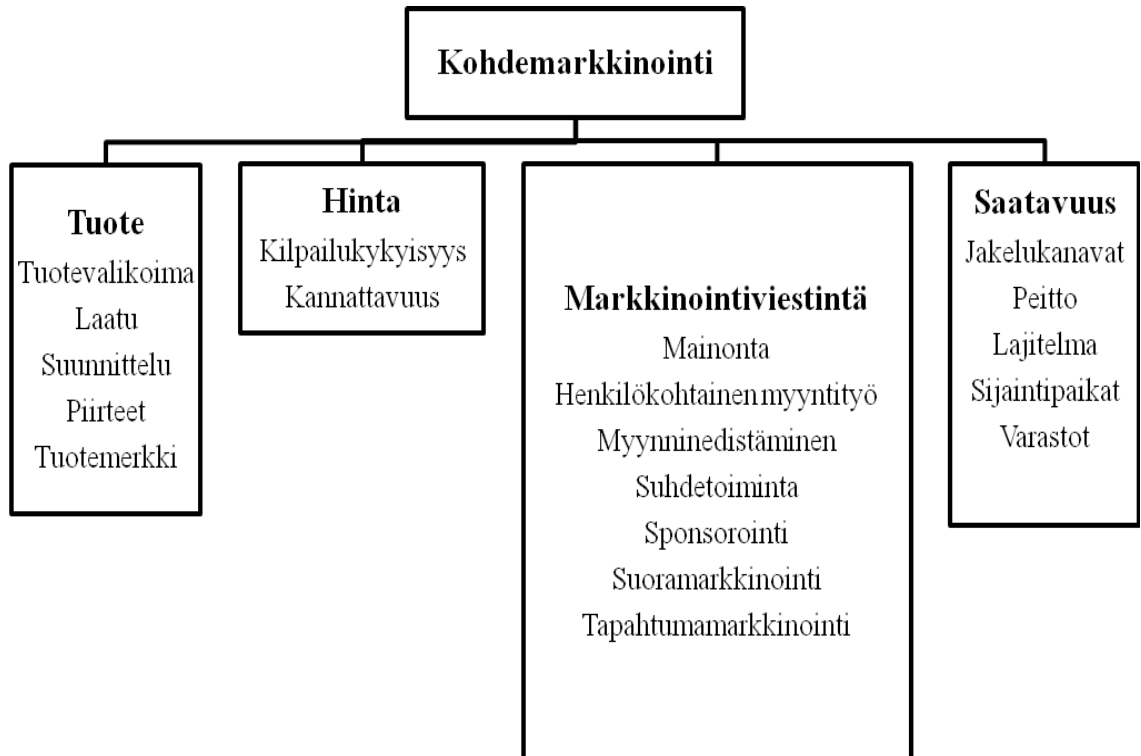 Kohdemarkkinointi
Tuote
Tuotevalikoima
Laatu
Suunnittelu
Piirteet
Tuotemerkki
Hinta
Kilpailukykyisyys
Kannattavuus
Markkinointiviestintä
Mainonta
Henkilökohtainen myyntityö
Myynninedistäminen
Suhdetoiminta
Sponsorointi
Suoramarkkinointi
Tapahtumamarkkinointi
Saatavuus
Jakelukanavat
Peitto
Lajitelma
Sijaintipaikat
Varastot